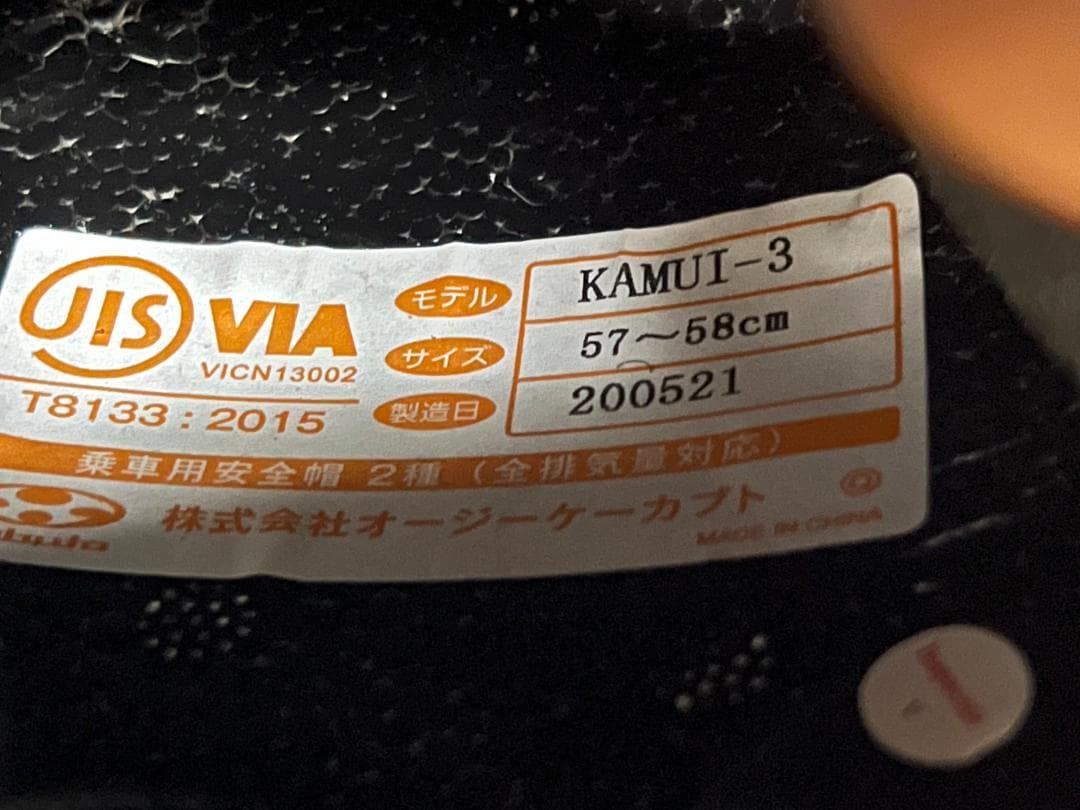 JIS VIA
VICN13002
T8133:2015
モデル KAMUI-3
サイズ 57～58cm
製造日 200521
乗車用安全帽 2種（全排気量対応）
株式会社オージーケーカブト
MADE IN CHINA